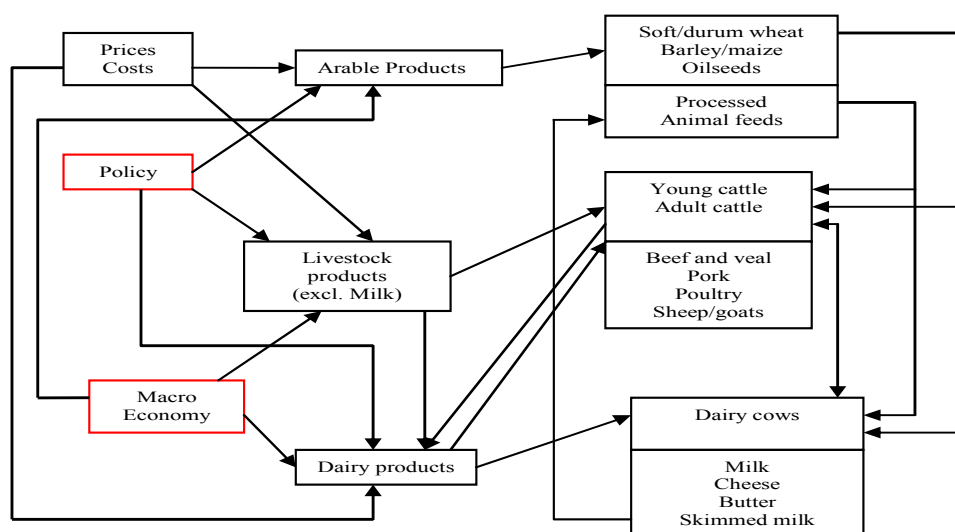 Prices
Costs
Arable Products
Soft/durum wheat
Barley/maize
Oilseeds
Processed
Animal feeds
Policy
Young cattle
Adult cattle
Livestock
products
(excl. Milk)
Beef and veal
Pork
Poultry
Sheep/goats
Macro
Economy
Dairy cows
Dairy products
Milk
Cheese
Butter
Skimmed milk